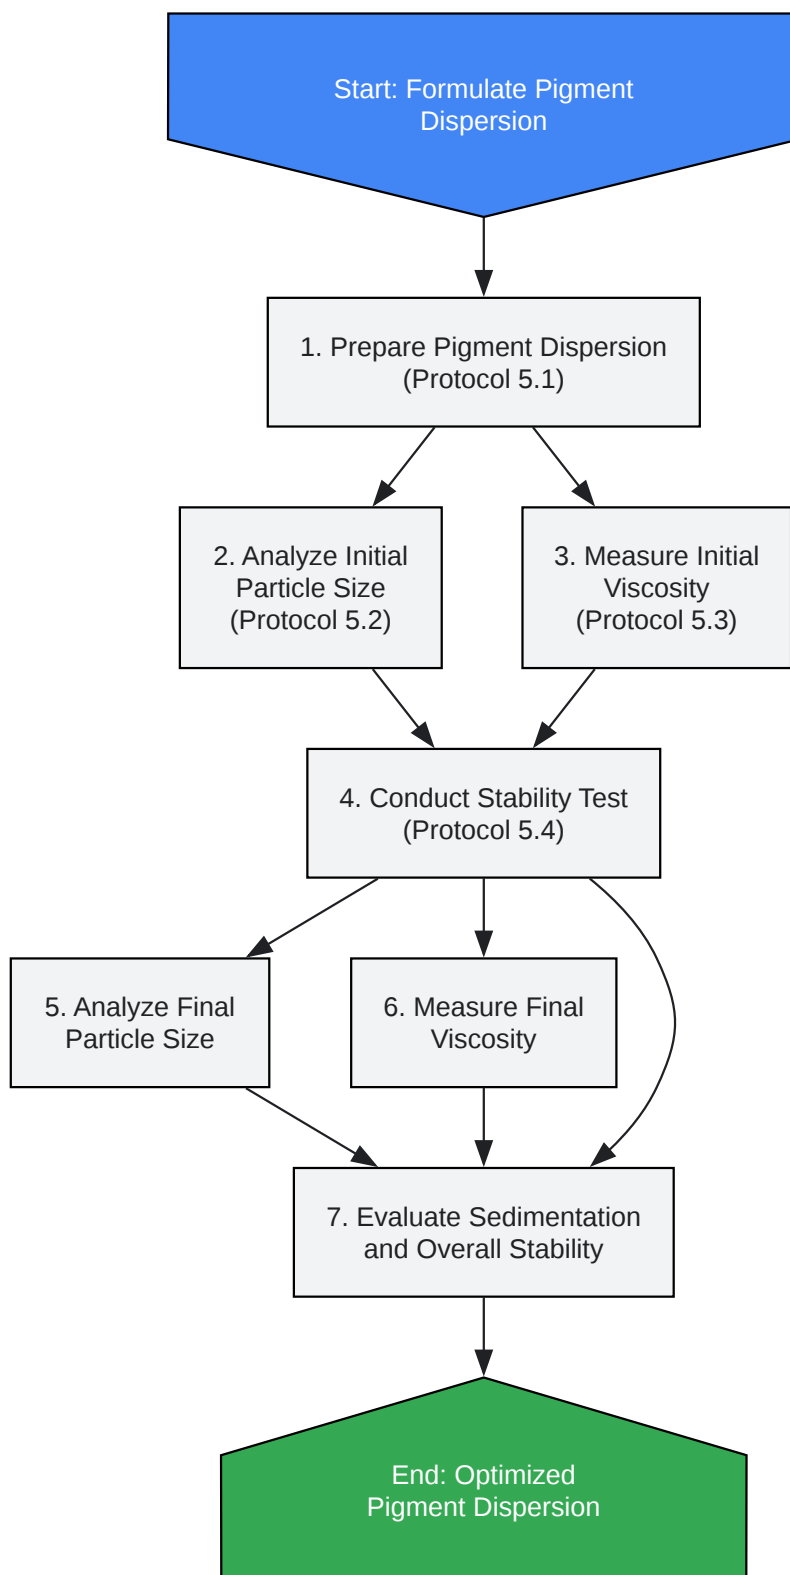 Start: Formulate Pigment
Dispersion
1. Prepare Pigment Dispersion
(Protocol 5.1)
2. Analyze Initial
Particle Size
(Protocol 5.2)
3. Measure Initial
Viscosity
(Protocol 5.3)
4. Conduct Stability Test
(Protocol 5.4)
5. Analyze Final
Particle Size
6. Measure Final
Viscosity
7. Evaluate Sedimentation
and Overall Stability
End: Optimized
Pigment Dispersion